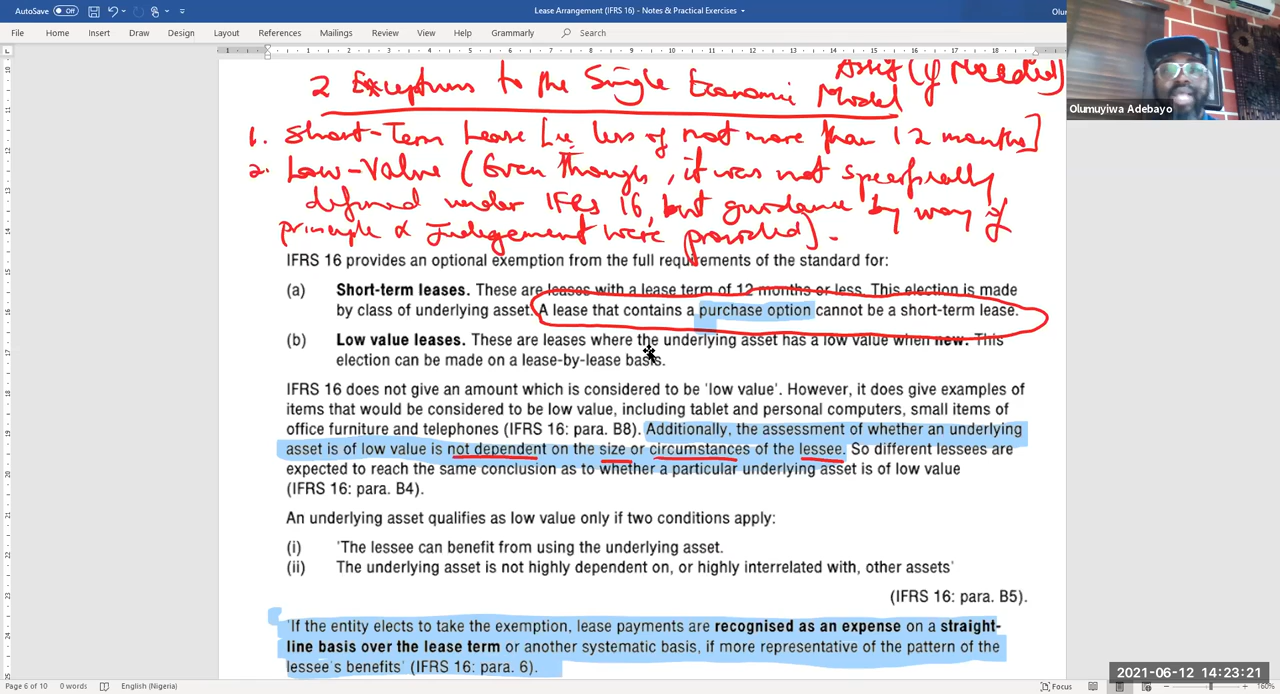 AutoSave Off
Lease Arrangement (IFRS 16) - Notes & Practical Exercises
Olun
File Home Insert Draw Design Layout References Mailings Review View Help Grammarly Search
Olumuyiwa Adebayo
Asset (if Needed)
2 Exceptions to the Single Economic Model
1. Short-Term Lease [i.e. less of not more than 12 months]
2. Low-Value (Even Though, it was not specifically
defined under IFRS 16, but guidance by way of
principle & Judgement were provided).
IFRS 16 provides an optional exemption from the full requirements of the standard for:
(a) Short-term leases. These are leases with a lease term of 12 months or less. This election is made
by class of underlying asset. A lease that contains a purchase option cannot be a short-term lease.
(b) Low value leases. These are leases where the underlying asset has a low value when new. This
election can be made on a lease-by-lease basis.
IFRS 16 does not give an amount which is considered to be 'low value'. However, it does give examples of
items that would be considered to be low value, including tablet and personal computers, small items of
office furniture and telephones (IFRS 16: para. B8). Additionally, the assessment of whether an underlying
asset is of low value is not dependent on the size or circumstances of the lessee. So different lessees are
expected to reach the same conclusion as to whether a particular underlying asset is of low value
(IFRS 16: para. B4).
An underlying asset qualifies as low value only if two conditions apply:
(i) 'The lessee can benefit from using the underlying asset.
(ii) The underlying asset is not highly dependent on, or highly interrelated with, other assets'
(IFRS 16: para. B5).
'If the entity elects to take the exemption, lease payments are recognised as an expense on a straight-
line basis over the lease term or another systematic basis, if more representative of the pattern of the
lessee's benefits' (IFRS 16: para. 6).
2021-06-12 14:23:21
Page 6 of 10 0 words English (Nigeria) Focus 160%